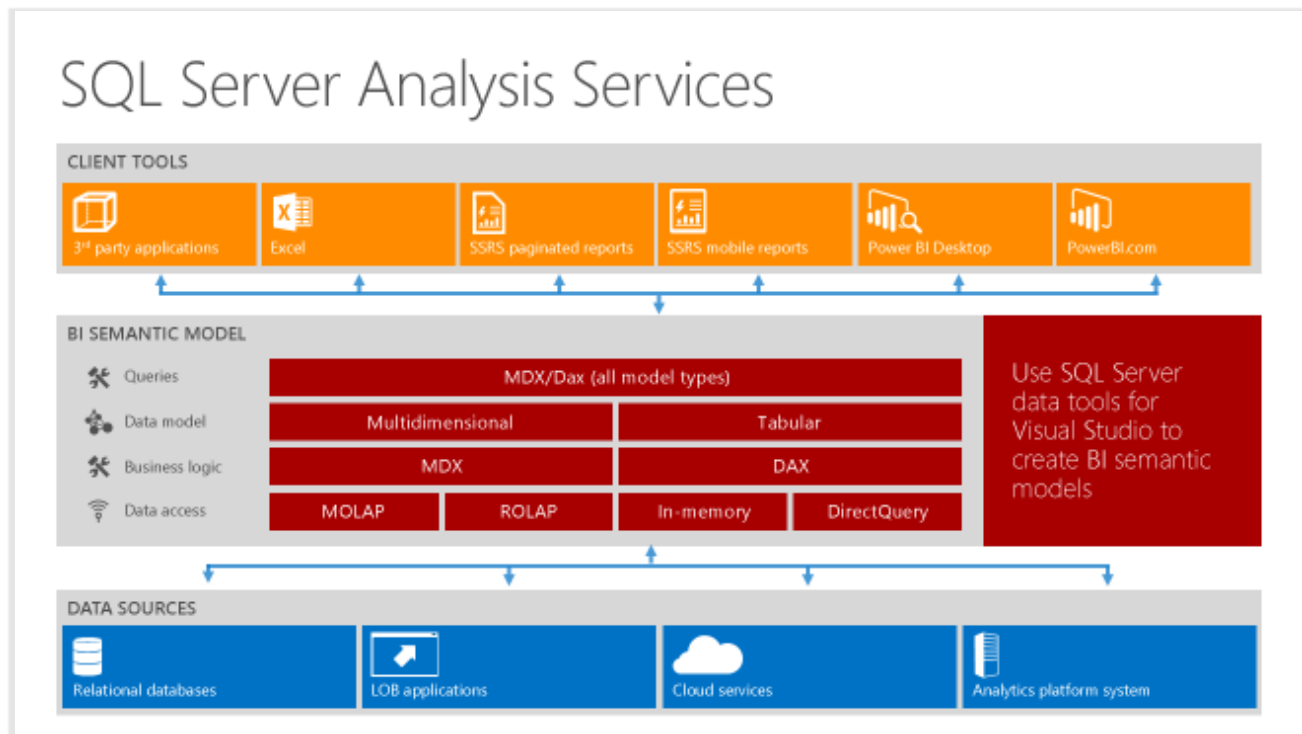 SQL Server Analysis Services
CLIENT TOOLS
3rd party applications
Excel
SSRS paginated reports
SSRS mobile reports
Power BI Desktop
PowerBI.com
BI SEMANTIC MODEL
Queries
MDX/Dax (all model types)
Data model
Multidimensional
Tabular
Business logic
MDX
DAX
Data access
MOLAP
ROLAP
In-memory
DirectQuery
Use SQL Server
data tools for
Visual Studio to
create BI semantic
models
DATA SOURCES
Relational databases
LOB applications
Cloud services
Analytics platform system